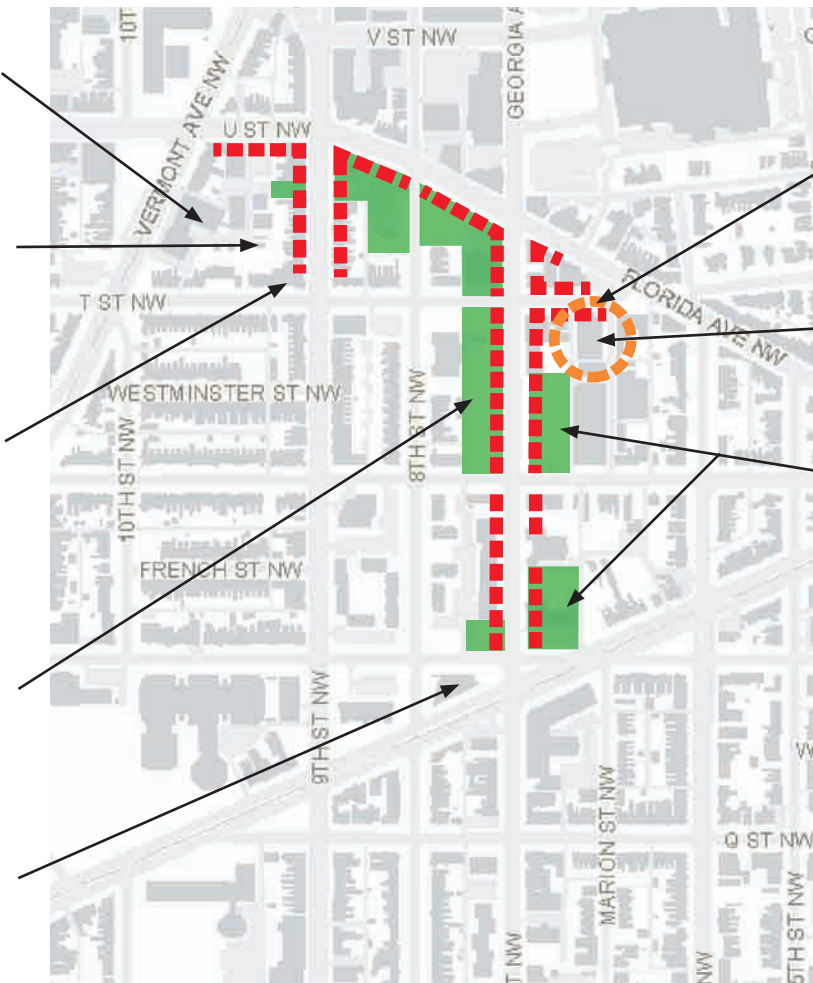 10T
V ST NW
GEORGIA A
VERMONT AVE NW
U ST NW
T ST NW
FLORIDA AVE NW
WESTMINSTER ST NW
8TH ST NW
10TH ST NW
FRENCH ST NW
9TH ST NW
W
MARION ST NW
Q ST NW
5TH ST NW
T NW
NW